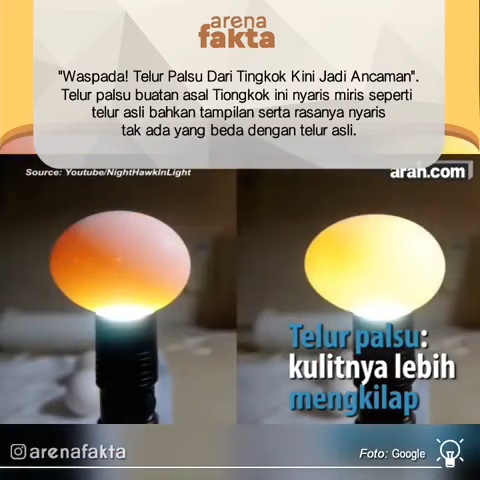 arena
fakta
"Waspada! Telur Palsu Dari Tingkok Kini Jadi Ancaman".
Telur palsu buatan asal Tiongkok ini nyaris miris seperti
telur asli bahkan tampilan serta rasanya nyaris
tak ada yang beda dengan telur asli.
Source: Youtube/NightHawkInLight
arah.com
Telur palsu:
kulitnya lebih
mengkilap
arenafakta
Foto: Google